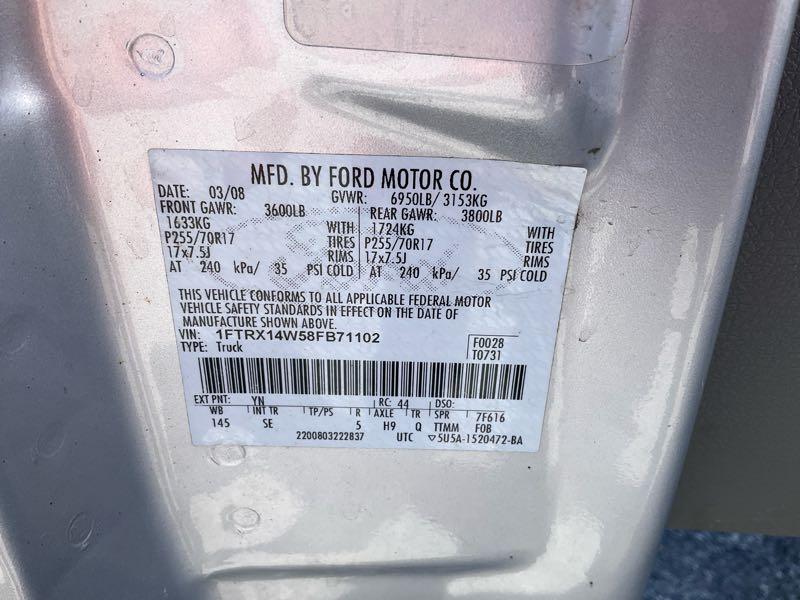 MFD. BY FORD MOTOR CO.
DATE: 03/08 GVWR: 6950LB/ 3153KG
FRONT GAWR: 3600LB REAR GAWR: 3800LB
1633KG WITH 1724KG WITH
P255/70R17 TIRES P255/70R17 TIRES
17x7.5J RIMS 17x7.5J RIMS
AT 240 kPa/ 35 PSI COLD AT 240 kPa/ 35 PSI COLD
THIS VEHICLE CONFORMS TO ALL APPLICABLE FEDERAL MOTOR
VEHICLE SAFETY STANDARDS IN EFFECT ON THE DATE OF
MANUFACTURE SHOWN ABOVE.
VIN: 1FTRX14W58FB71102 F0028
TYPE: Truck T0731
EXT PNT: YN RC: 44 DSO:
WB INT TR TP/PS R AXLE TR SPR 7F616
145 SE 5 H9 Q TTMM FOB
2200803222837 UTC ▽5U5A-1520472-BA